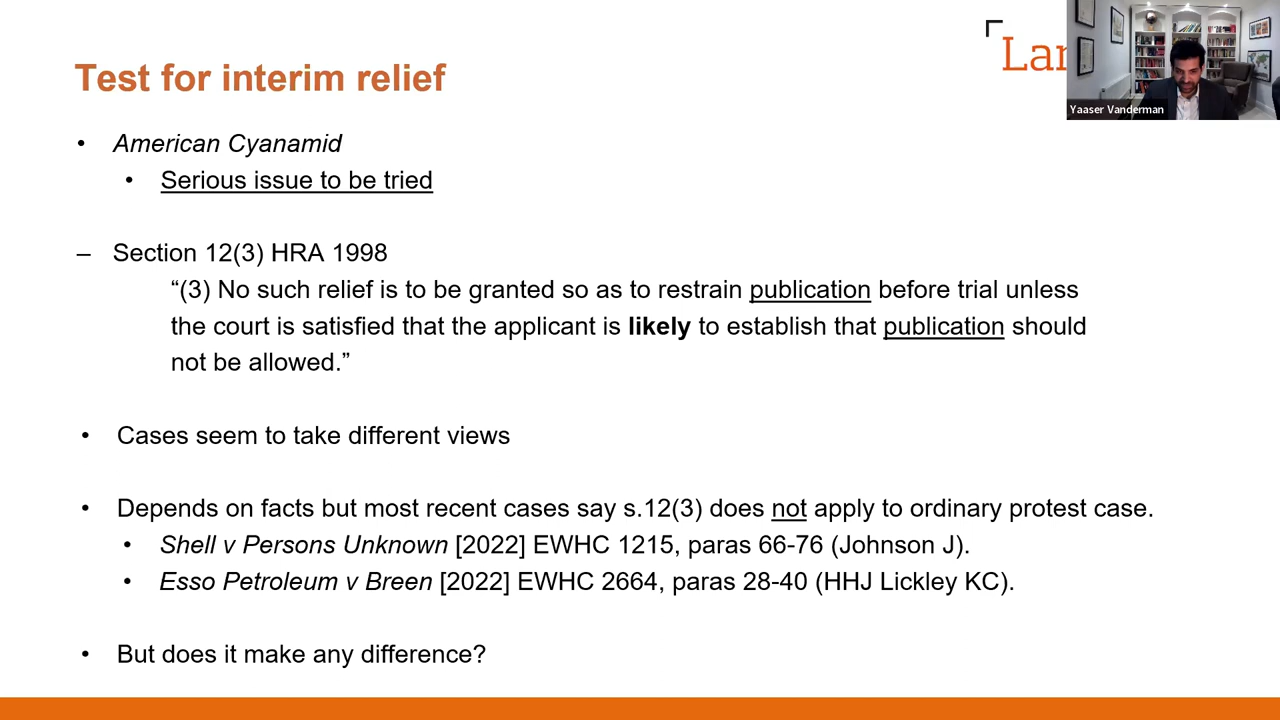 Test for interim relief
Lan
Yaaser Vanderman
• American Cyanamid
• Serious issue to be tried
– Section 12(3) HRA 1998
“(3) No such relief is to be granted so as to restrain publication before trial unless
the court is satisfied that the applicant is likely to establish that publication should
not be allowed.”
• Cases seem to take different views
• Depends on facts but most recent cases say s.12(3) does not apply to ordinary protest case.
• Shell v Persons Unknown [2022] EWHC 1215, paras 66-76 (Johnson J).
• Esso Petroleum v Breen [2022] EWHC 2664, paras 28-40 (HHJ Lickley KC).
• But does it make any difference?